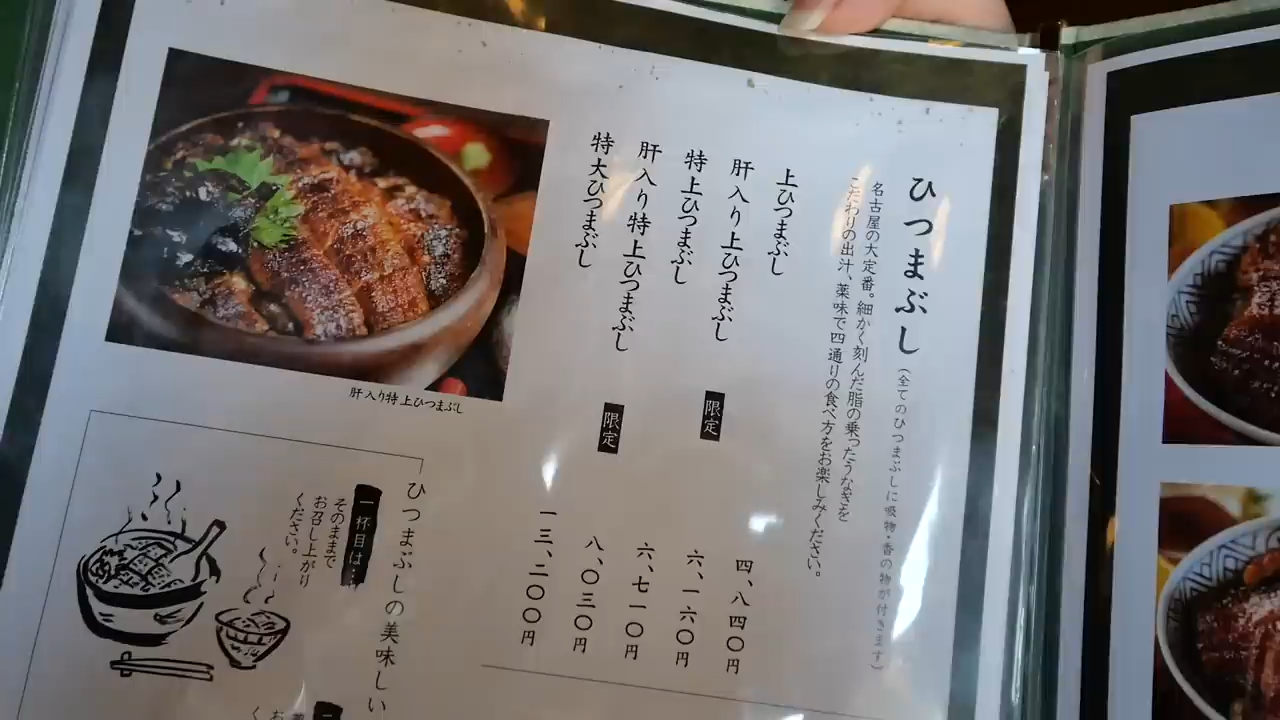 ひつまぶし（全てのひつまぶしに吸物・香の物が付きます）
名古屋の大定番。細かく刻んだ脂の乗ったうなぎを
こだわりの出汁、薬味で四通りの食べ方をお楽しみください。
上ひつまぶし 四、八四〇円
肝入り上ひつまぶし 限定 六、一六〇円
特上ひつまぶし 六、七一〇円
肝入り特上ひつまぶし 限定 八、〇三〇円
特大ひつまぶし 一三、二〇〇円
肝入り特上ひつまぶし
ひつまぶしの美味しい
一杯目は…
そのままで
お召し上がり
ください。